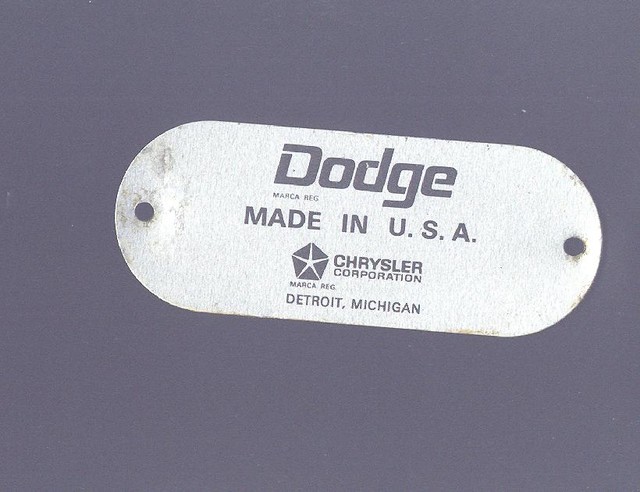 Dodge
MARCA REG
MADE IN U.S.A.
CHRYSLER
CORPORATION
MARCA REG.
DETROIT, MICHIGAN